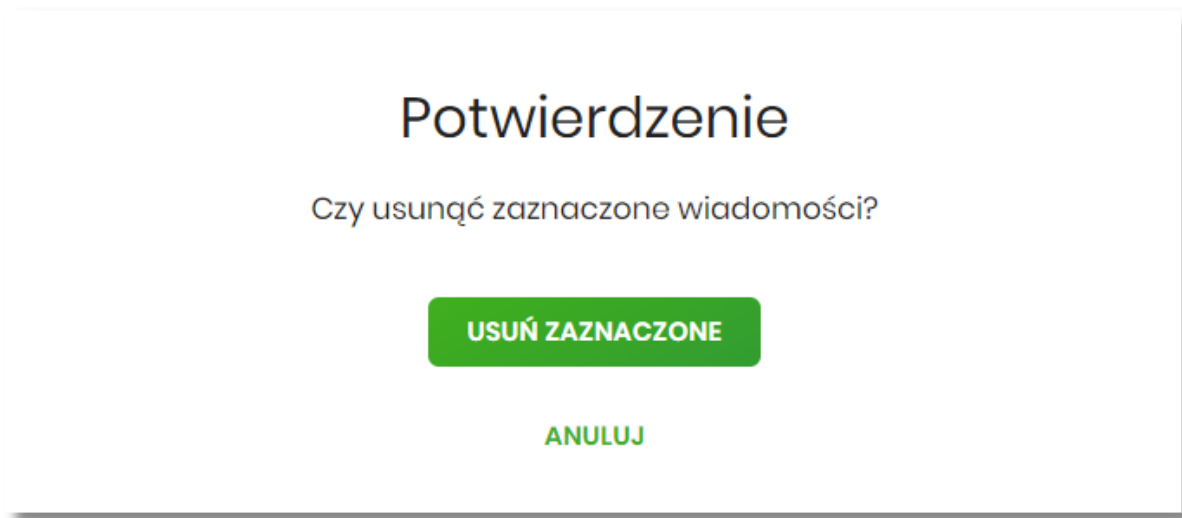 Potwierdzenie
Czy usunąć zaznaczone wiadomości?
USUŃ ZAZNACZONE
ANULUJ